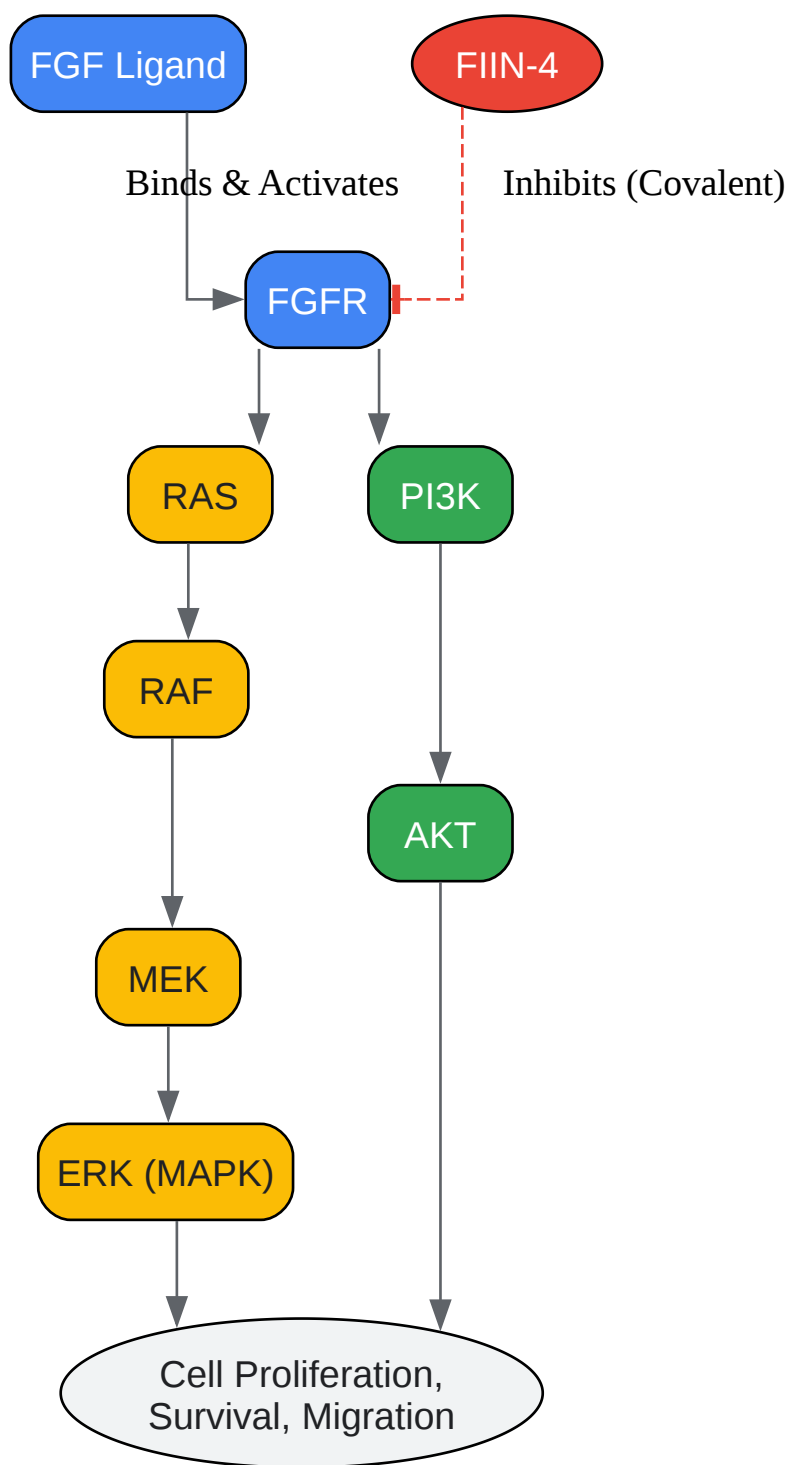 FGF Ligand
FIIN-4
Binds & Activates
Inhibits (Covalent)
FGFR
RAS
PI3K
RAF
AKT
MEK
ERK (MAPK)
Cell Proliferation,
Survival, Migration